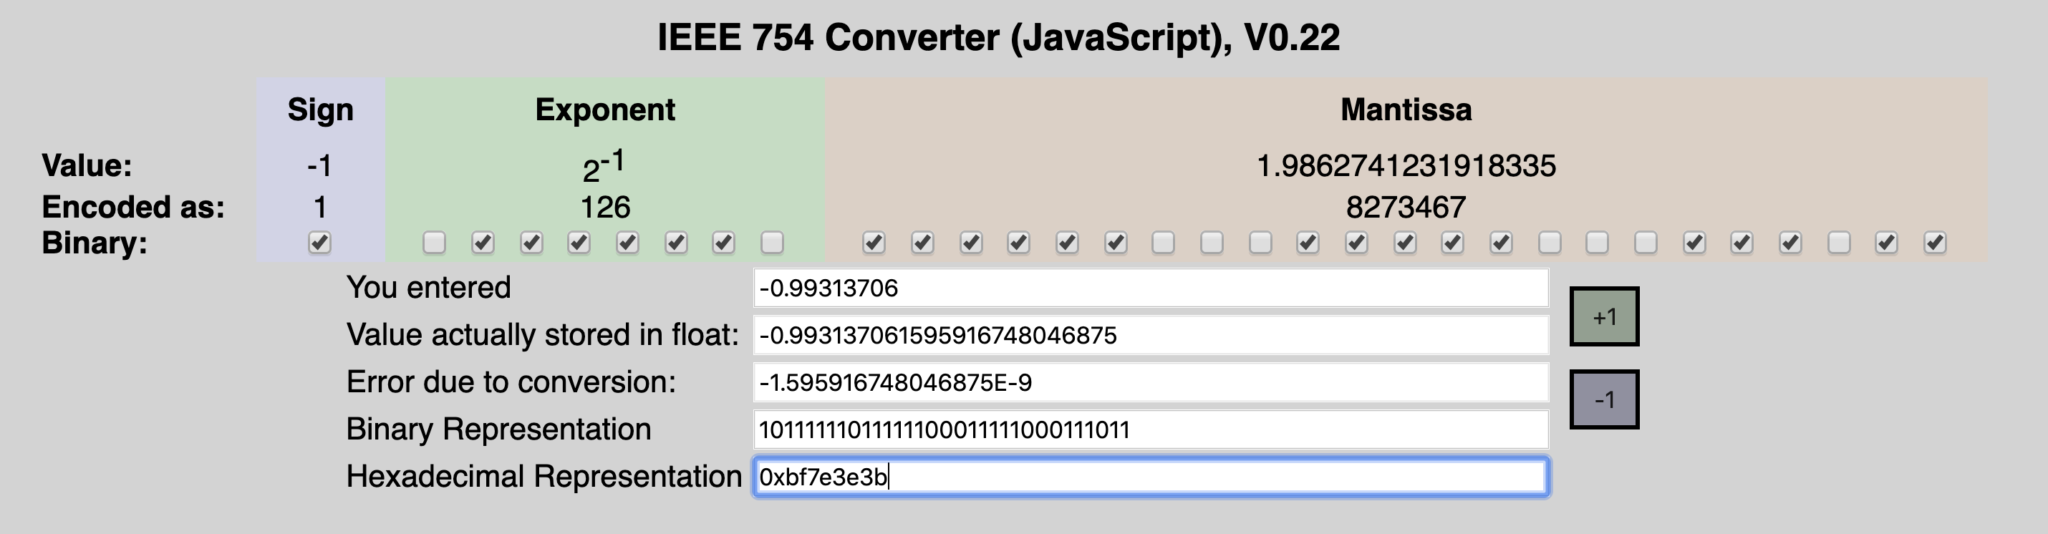 IEEE 754 Converter (JavaScript), V0.22
Sign Exponent Mantissa
Value: -1 2-1 1.9862741231918335
Encoded as: 1 126 8273467
Binary:
You entered -0.99313706
Value actually stored in float: -0.993137061595916748046875
Error due to conversion: -1.595916748046875E-9
Binary Representation 10111111011111100011111000111011
Hexadecimal Representation 0xbf7e3e3b
+1
-1